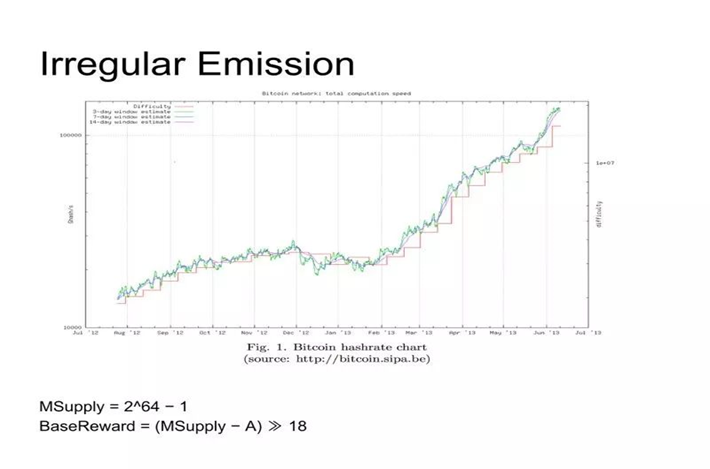 Irregular Emission
Bitcoin network: total computation speed
Difficulty
3-day window estimate
7-day window estimate
14-day window estimate
100000
1e+07
Ghash/s
difficulty
10000
Jul '12 Aug '12 Sep '12 Oct '12 Nov '12 Dec '12 Jan '13 Feb '13 Mar '13 Apr '13 May '13 Jun '13 Jul '13
Fig. 1. Bitcoin hashrate chart
(source: http://bitcoin.sipa.be)
MSupply = 2^64 − 1
BaseReward = (MSupply − A) ≫ 18